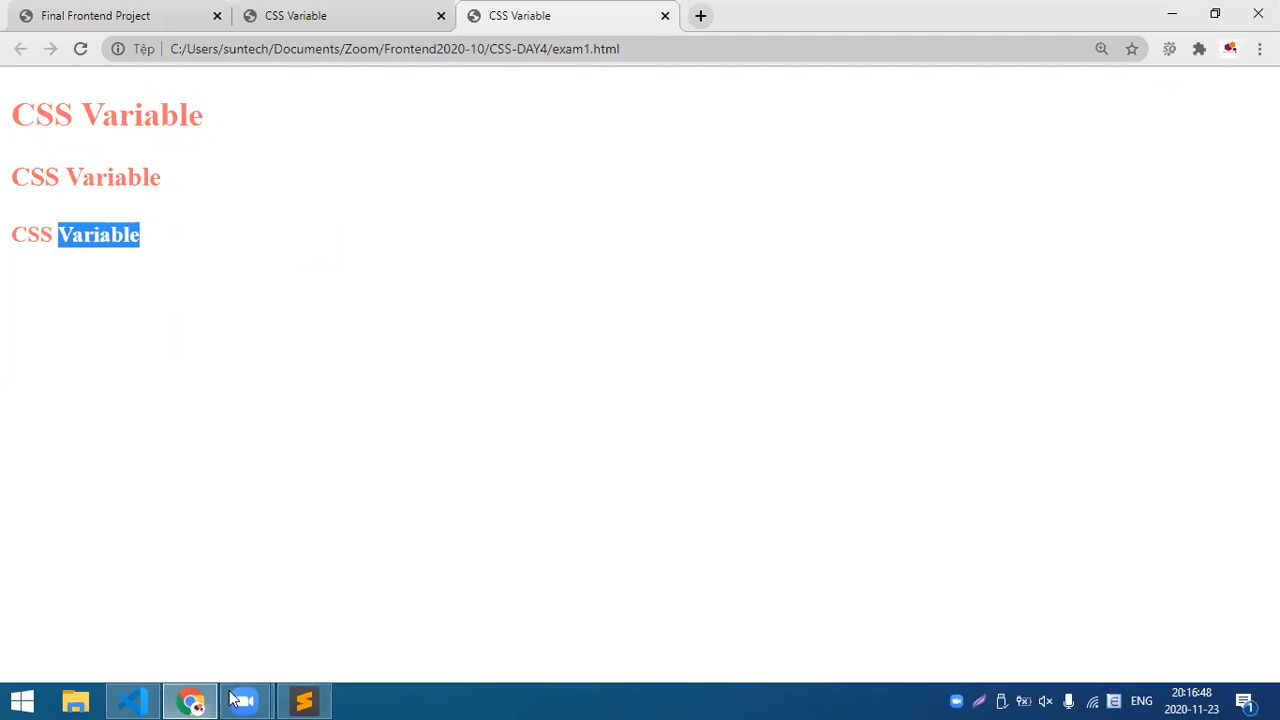 Final Frontend Project
CSS Variable
CSS Variable
Tệp
C:/Users/suntech/Documents/Zoom/Frontend2020-10/CSS-DAY4/exam1.html
CSS Variable
CSS Variable
CSS Variable
ENG
20:16:48
2020-11-23
1